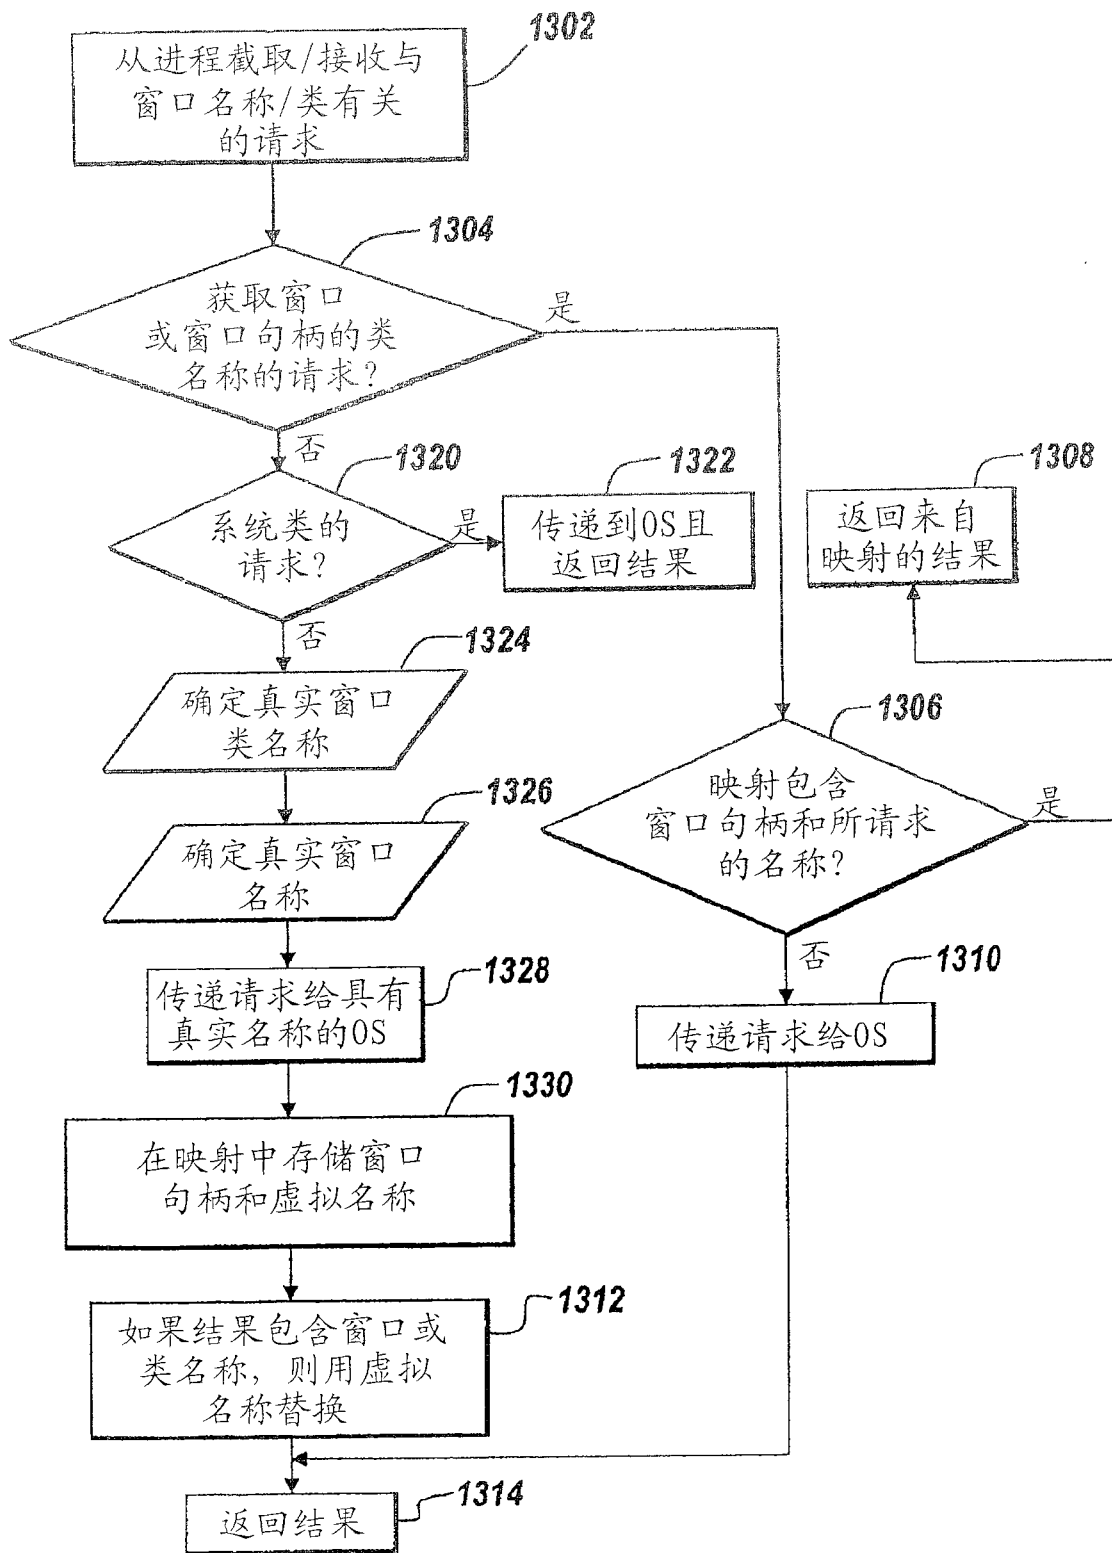 1302
从进程截取/接收与
窗口名称/类有关
的请求
1304
获取窗口
或窗口句柄的类
名称的请求?
是
否
1320
系统类的
请求?
是
1322
传递到OS且
返回结果
1308
返回来自
映射的结果
否
1324
确定真实窗口
类名称
1306
映射包含
窗口句柄和所请求
的名称?
是
1326
确定真实窗口
名称
否
1328
传递请求给具有
真实名称的OS
1310
传递请求给OS
1330
在映射中存储窗口
句柄和虚拟名称
1312
如果结果包含窗口或
类名称, 则用虚拟
名称替换
1314
返回结果